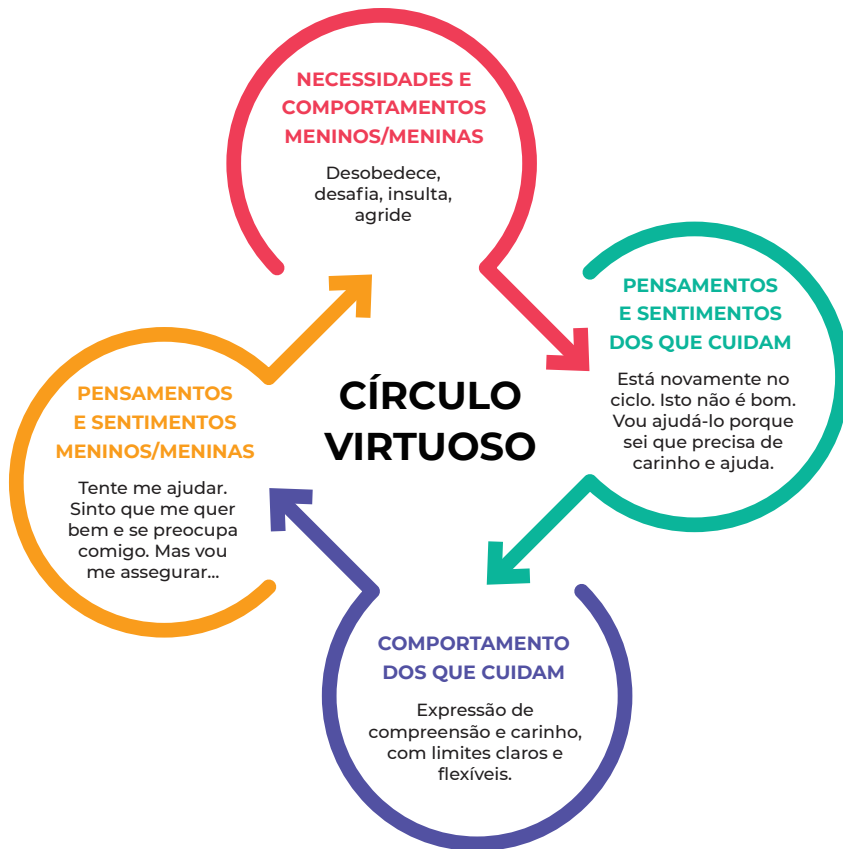 NECESSIDADES E
COMPORTAMENTOS
MENINOS/MENINAS
Desobedece,
desafia, insulta,
agride
PENSAMENTOS
E SENTIMENTOS
DOS QUE CUIDAM
Está novamente no
ciclo. Isto não é bom.
Vou ajudá-lo porque
sei que precisa de
carinho e ajuda.
CÍRCULO
VIRTUOSO
PENSAMENTOS
E SENTIMENTOS
MENINOS/MENINAS
Tente me ajudar.
Sinto que me quer
bem e se preocupa
comigo. Mas vou
me assegurar...
COMPORTAMENTO
DOS QUE CUIDAM
Expressão de
compreensão e carinho,
com limites claros e
flexíveis.